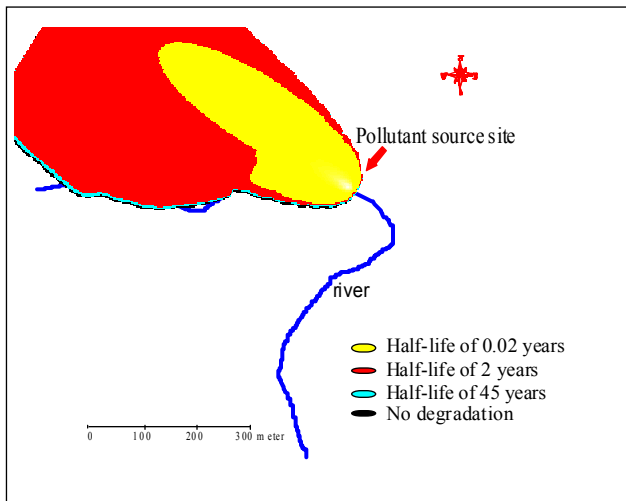 Pollutant source site
river
Half-life of 0.02 years
Half-life of 2 years
Half-life of 45 years
No degradation
0 100 200 300 meter